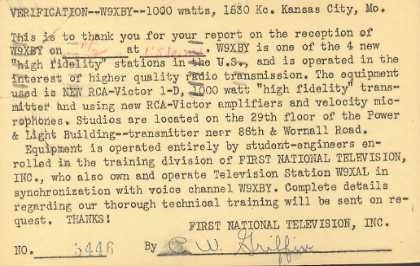 VERIFICATION--W9XBY--1000 watts, 1530 Kc. Kansas City, Mo.
This is to thank you for your report on the reception of
W9XBY on at . W9XBY is one of the 4 new
"high fidelity" stations in the U.S., and is operated in the
interest of higher quality radio transmission. The equipment
used is NEW RCA-Victor 1-D, 1000 watt "high fidelity" trans-
mitter and using new RCA-Victor amplifiers and velocity mic-
rophones. Studios are located on the 29th floor of the Power
& Light Building--transmitter near 86th & Wornall Road.
Equipment is operated entirely by student-engineers en-
rolled in the training division of FIRST NATIONAL TELEVISION,
INC., who also own and operate Television Station W9XAL in
synchronization with voice channel W9XBY. Complete details
regarding our thorough technical training will be sent on re-
quest. THANKS!
FIRST NATIONAL TELEVISION, INC.
NO. 3446 By C. W. Griffin